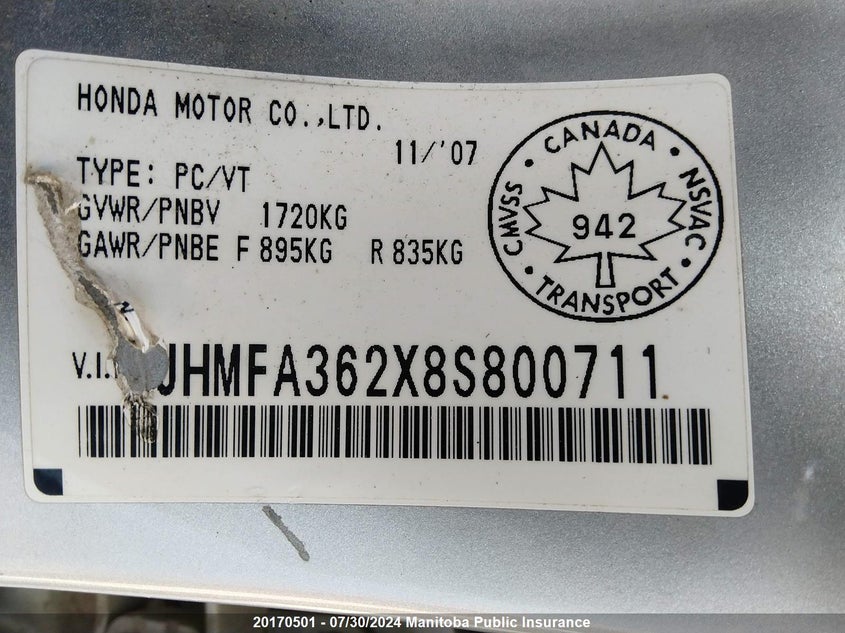 HONDA MOTOR CO.,LTD.
11/'07
TYPE: PC/VT
GVWR/PNBV 1720KG
GAWR/PNBE F 895KG R 835KG
CANADA
CMVSS
942
NSVAC
TRANSPORT
V.I.N JHMFA362X8S800711
20170501 - 07/30/2024 Manitoba Public Insurance